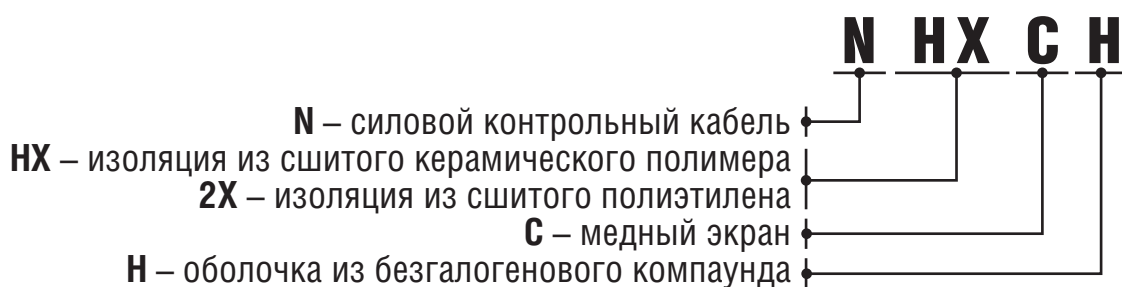 N HX C H
N – силовой контрольный кабель
HX – изоляция из сшитого керамического полимера
2X – изоляция из сшитого полиэтилена
C – медный экран
H – оболочка из безгалогенового компаунда